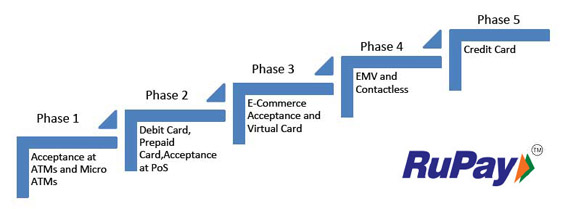 Phase 1
Acceptance at
ATMs and Micro
ATMs
Phase 2
Debit Card,
Prepaid
Card,Acceptance
at PoS
Phase 3
E-Commerce
Acceptance and
Virtual Card
Phase 4
EMV and
Contactless
Phase 5
Credit Card
RuPay TM